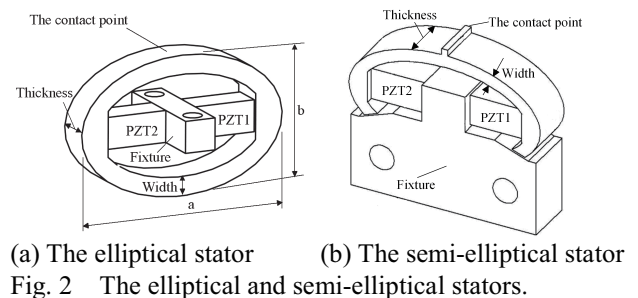 The contact point
Thickness
PZT2
PZT1
Fixture
Width
a
b
Thickness
The contact point
Width
PZT2
PZT1
Fixture
(a) The elliptical stator (b) The semi-elliptical stator
Fig. 2 The elliptical and semi-elliptical stators.